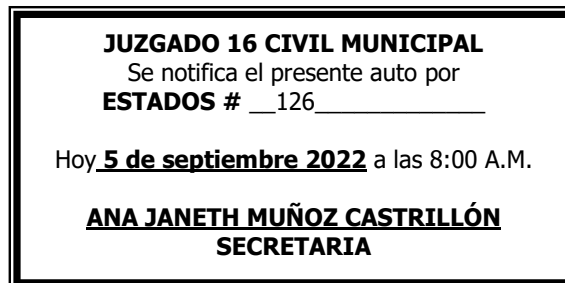 JUZGADO 16 CIVIL MUNICIPAL
Se notifica el presente auto por
ESTADOS # __126_____________
Hoy 5 de septiembre 2022 a las 8:00 A.M.
ANA JANETH MUÑOZ CASTRILLÓN
SECRETARIA